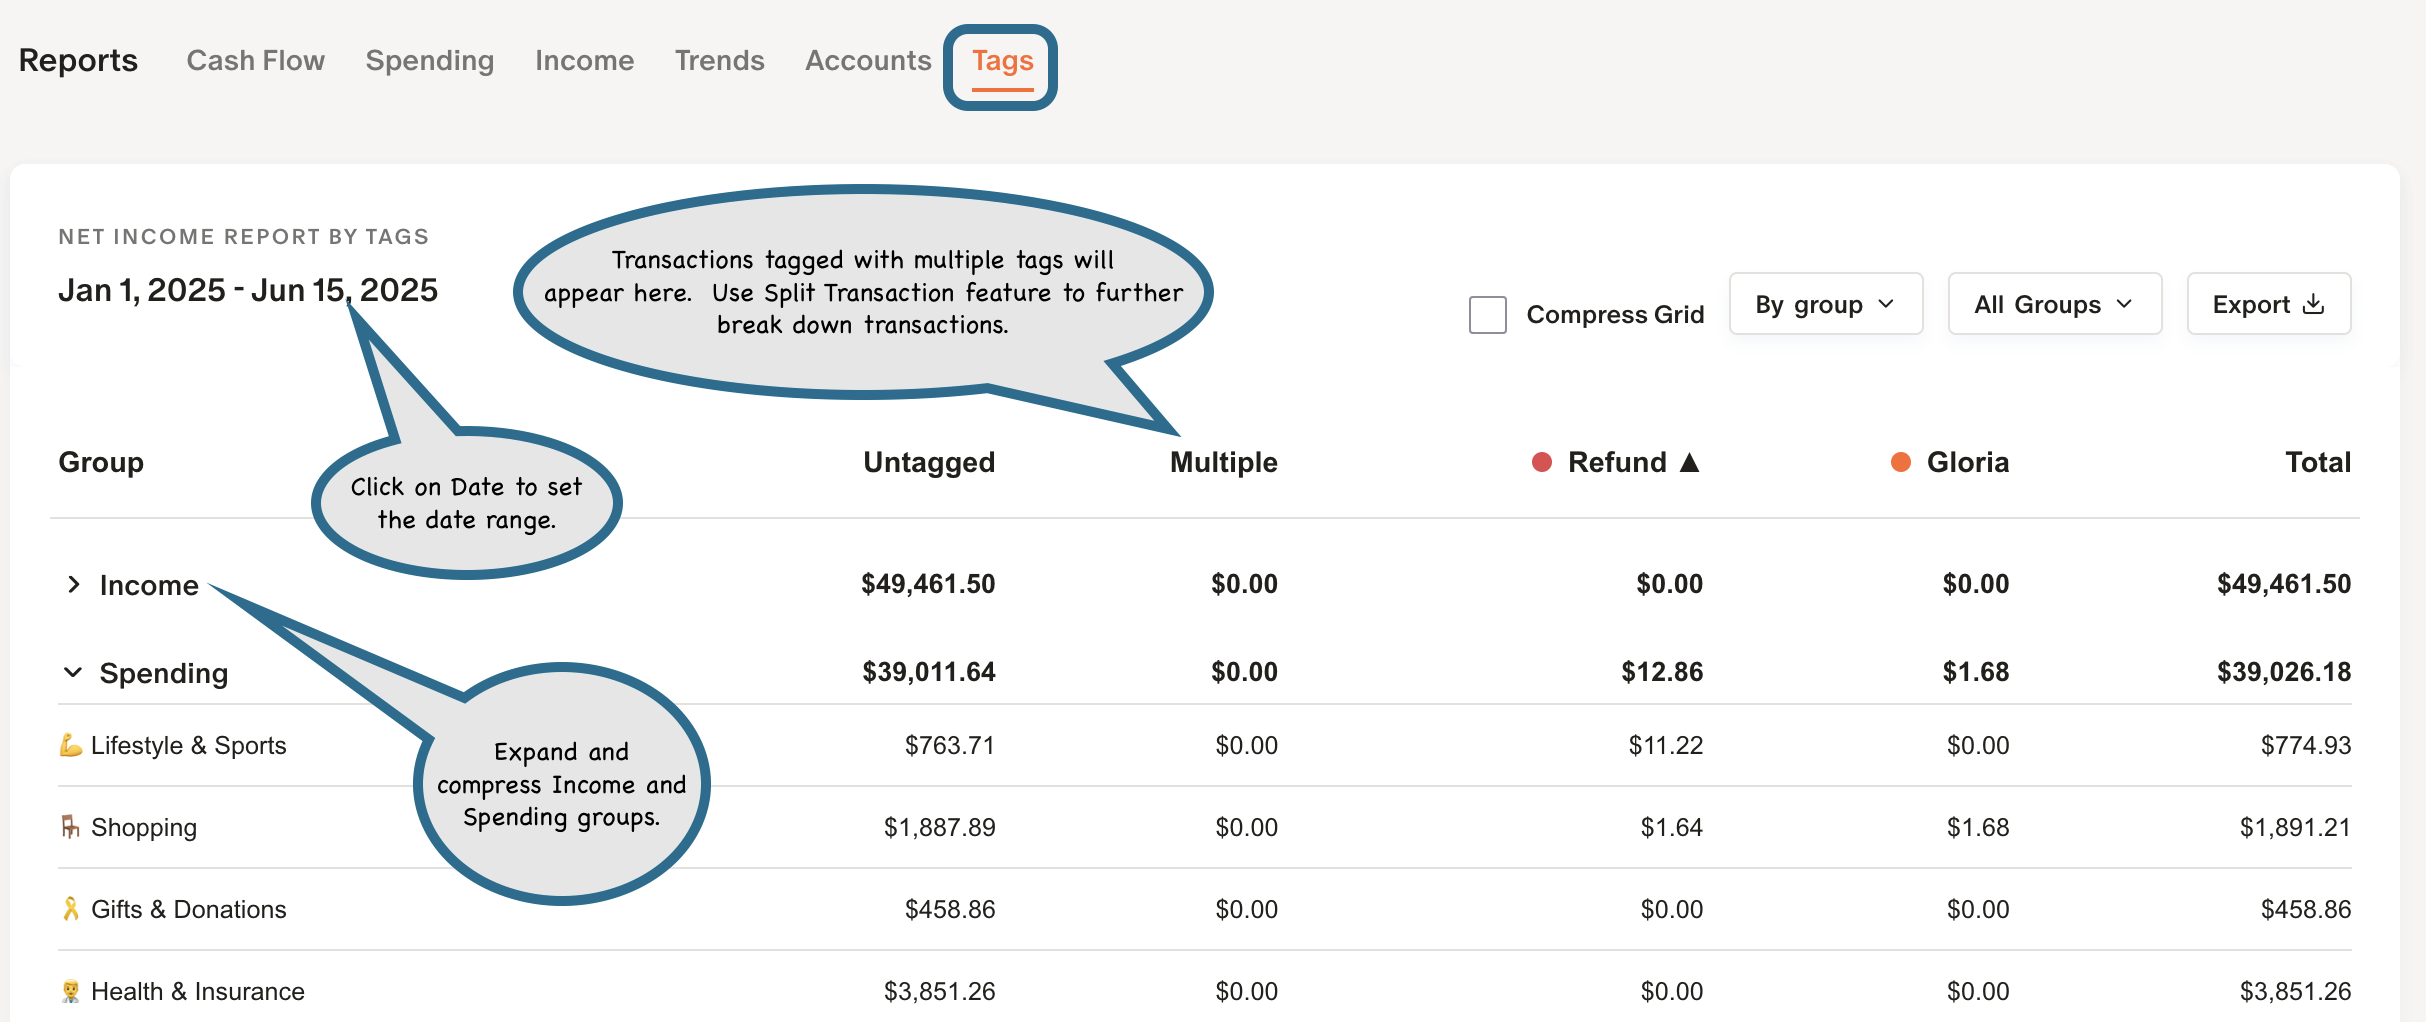 Reports Cash Flow Spending Income Trends Accounts Tags
NET INCOME REPORT BY TAGS
Jan 1, 2025 - Jun 15, 2025
Transactions tagged with multiple tags will
appear here. Use Split Transaction feature to further
break down transactions.
Compress Grid By group All Groups Export
Group Untagged Multiple Refund ▲ Gloria Total
Click on Date to set
the date range.
Income $49,461.50 $0.00 $0.00 $0.00 $49,461.50
Spending $39,011.64 $0.00 $12.86 $1.68 $39,026.18
Expand and
compress Income and
Spending groups.
Lifestyle & Sports $763.71 $0.00 $11.22 $0.00 $774.93
Shopping $1,887.89 $0.00 $1.64 $1.68 $1,891.21
Gifts & Donations $458.86 $0.00 $0.00 $0.00 $458.86
Health & Insurance $3,851.26 $0.00 $0.00 $0.00 $3,851.26